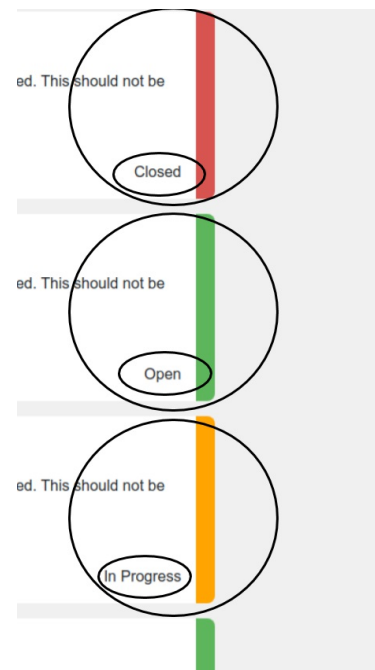 ed. This should not be
Closed
ed. This should not be
Open
ed. This should not be
In Progress